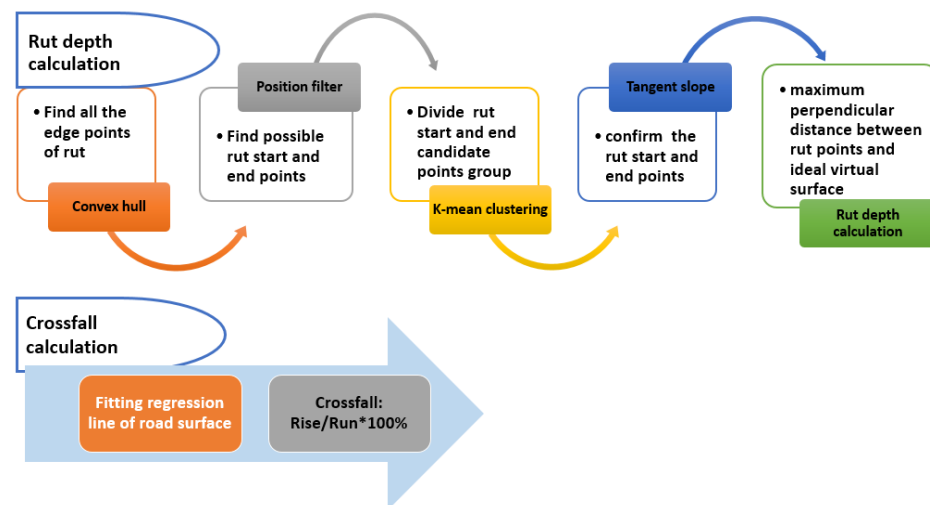 Rut depth
calculation
• Find all the
edge points
of rut
Convex hull
Position filter
• Find possible
rut start and
end points
• Divide rut
start and end
candidate
points group
K-mean clustering
Tangent slope
• confirm the
rut start and
end points
• maximum
perpendicular
distance between
rut points and
ideal virtual
surface
Rut depth
calculation
Crossfall
calculation
Fitting regression
line of road surface
Crossfall:
Rise/Run*100%